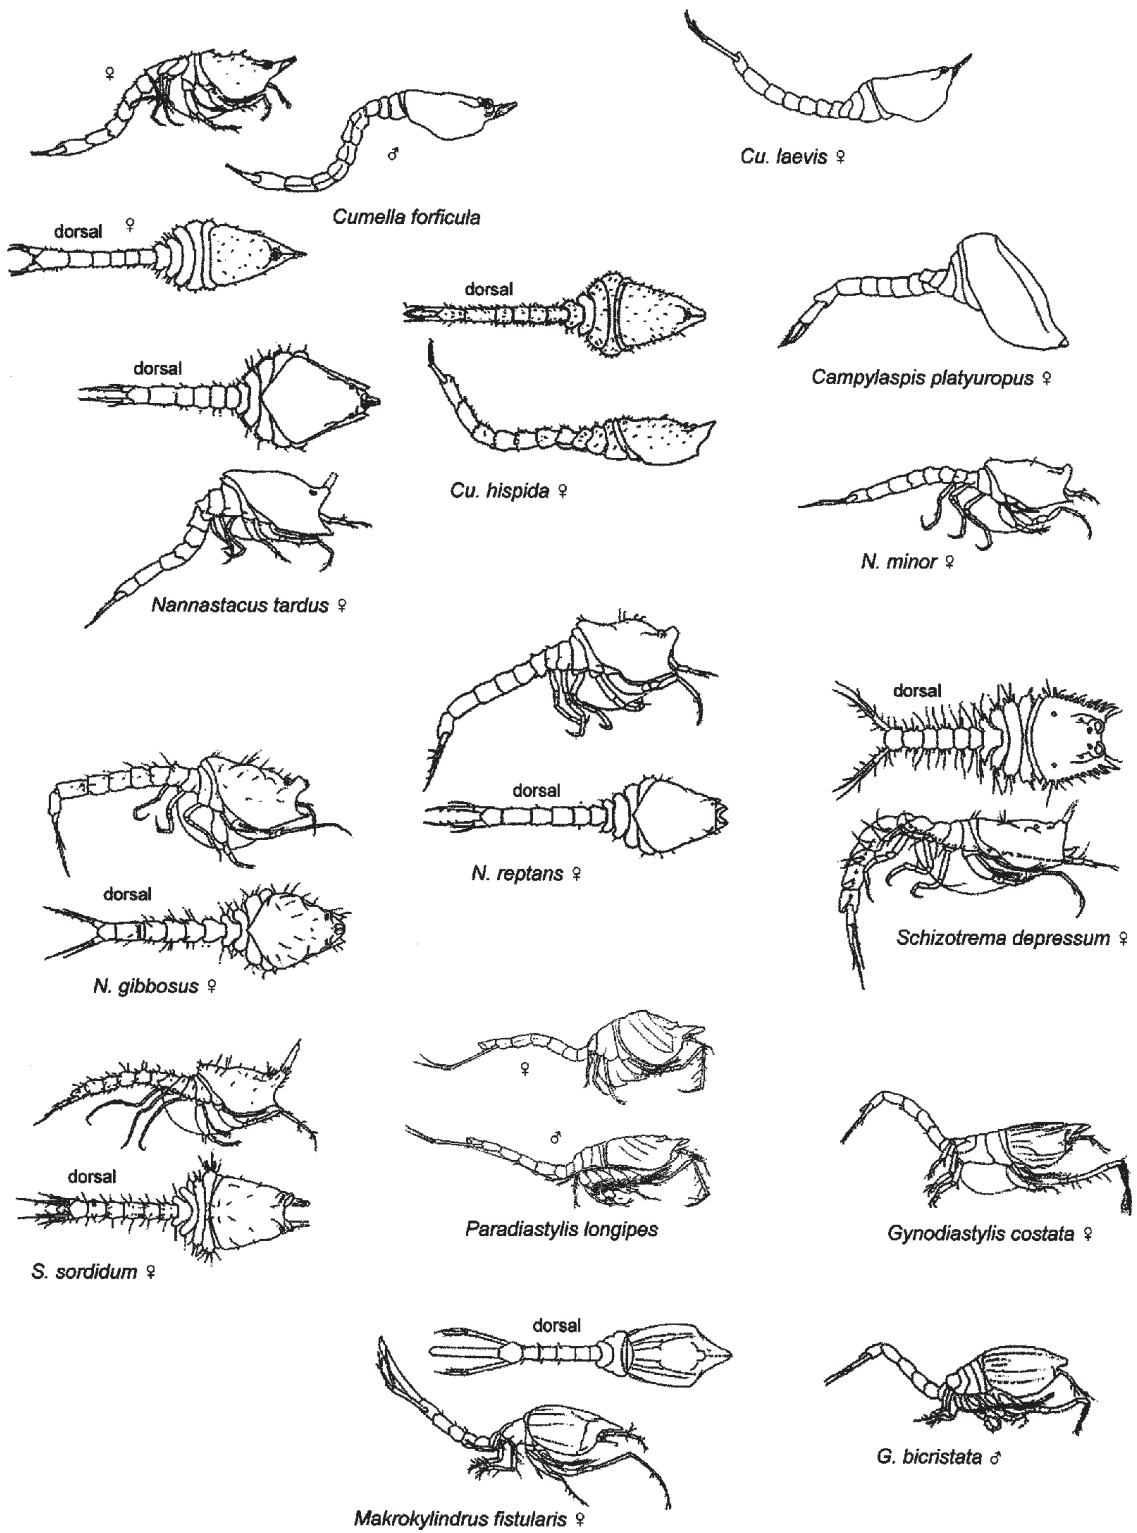 ♀
♂
Cu. laevis ♀
Cumella forficula
dorsal ♀
dorsal
Campylaspis platyuropus ♀
dorsal
Cu. hispida ♀
N. minor ♀
Nannastacus tardus ♀
dorsal
dorsal
N. reptans ♀
dorsal
Schizotrema depressum ♀
N. gibbosus ♀
♀
♂
dorsal
Paradiastylis longipes
Gynodiastylis costata ♀
S. sordidum ♀
dorsal
G. bicristata ♂
Makrokylindrus fistularis ♀